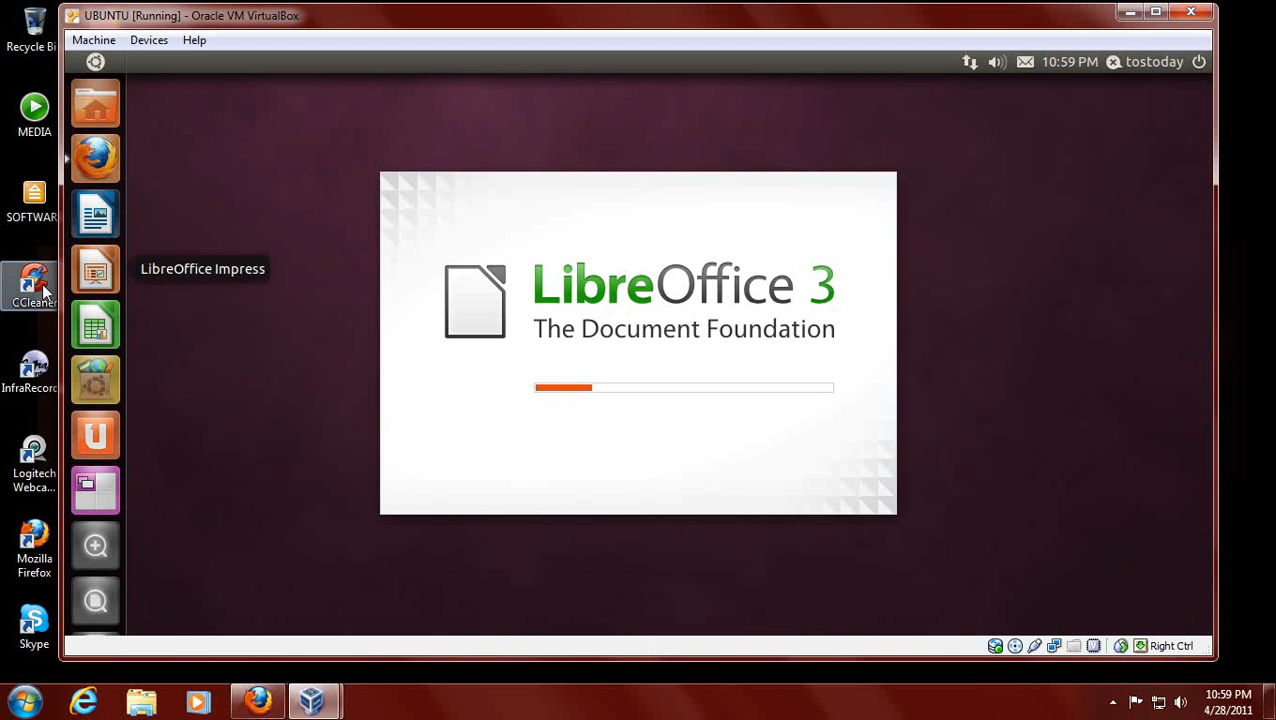 UBUNTU [Running] - Oracle VM VirtualBox
Machine Devices Help
10:59 PM tostoday
Recycle Bi
MEDIA
SOFTWAR
CCleaner
InfraRecord
Logitech
Webca...
Mozilla
Firefox
Skype
LibreOffice Impress
LibreOffice 3
The Document Foundation
Right Ctrl
10:59 PM
4/28/2011